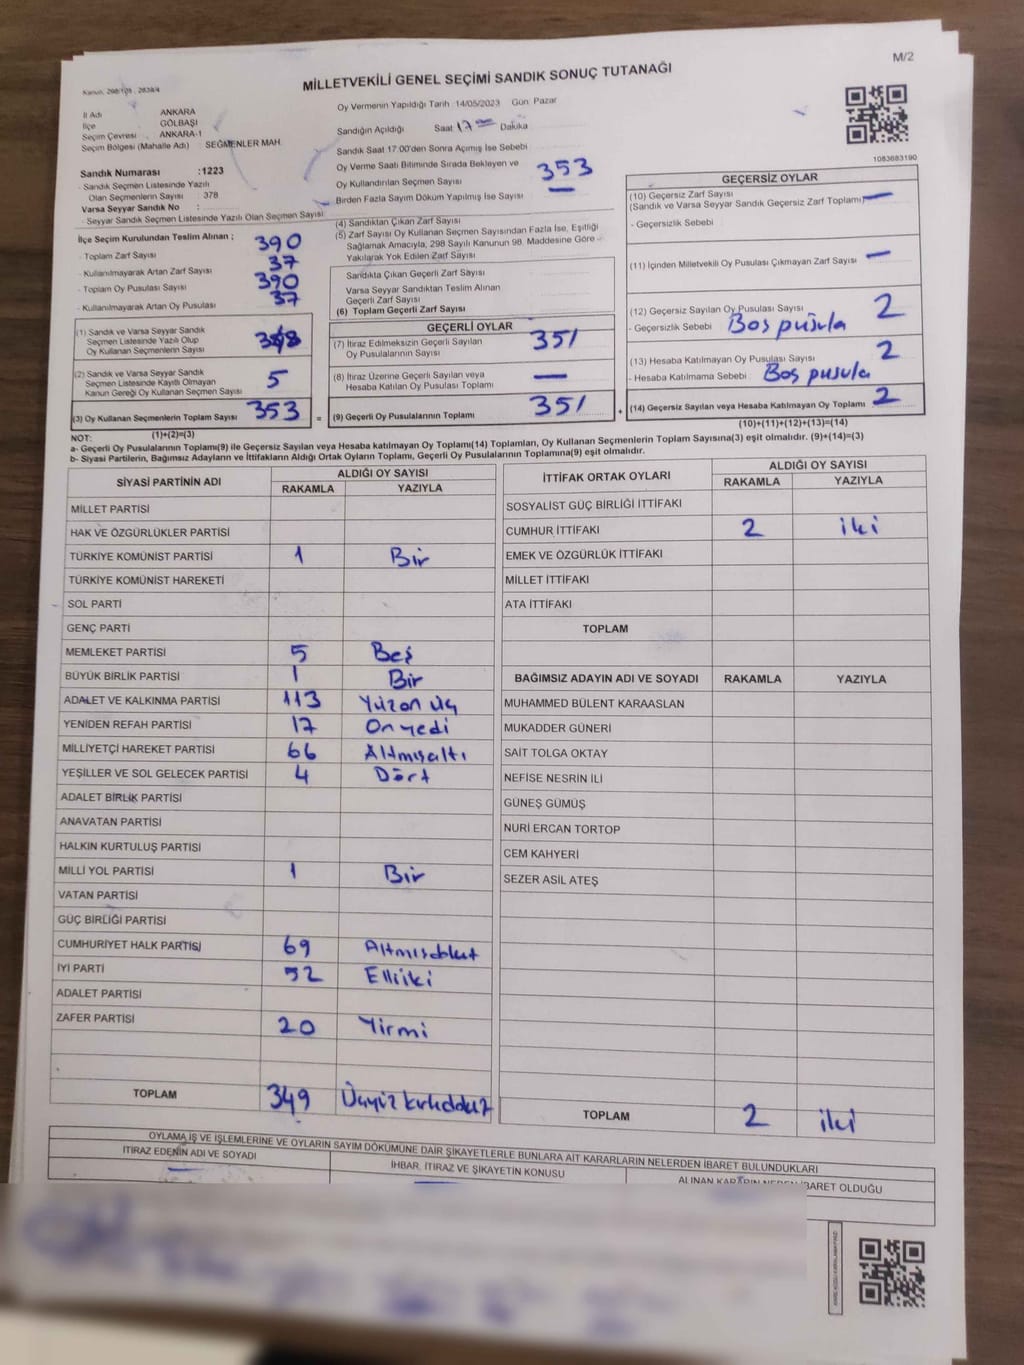 M/2
MİLLETVEKİLİ GENEL SEÇİMİ SANDIK SONUÇ TUTANAĞI
İl Adı ANKARA
İlçe GÖLBAŞI
Seçim Çevresi ANKARA-1
Seçim Bölgesi (Mahalle Adı) SEĞMENLER MAH.
Sandık Numarası :1223
- Sandık Seçmen Listesinde Yazılı
Olan Seçmenlerin Sayısı : 378
Varsa Seyyar Sandık No :
- Seyyar Sandık Seçmen Listesinde Yazılı Olan Seçmen Sayısı
İlçe Seçim Kurulundan Teslim Alınan ;
- Toplam Zarf Sayısı 390
- Kullanılmayarak Artan Zarf Sayısı 37
- Toplam Oy Pusulası Sayısı 390
- Kullanılmayarak Artan Oy Pusulası 37
(1) Sandık ve Varsa Seyyar Sandık
Seçmen Listesinde Yazılı Olup
Oy Kullanan Seçmenlerin Sayısı
(2) Sandık ve Varsa Seyyar Sandık
Seçmen Listesinde Kayıtlı Olmayan
Kanun Gereği Oy Kullanan Seçmen Sayısı 5
(3) Oy Kullanan Seçmenlerin Toplam Sayısı 353 =
(1)+(2)=(3)
Oy Vermenin Yapıldığı Tarih 14/05/2023 Gün Pazar
Sandığın Açıldığı Saat 17 00 Dakika
Sandık Saat 17.00'den Sonra Açılmış İse Sebebi
Oy Verme Saati Bitiminde Sırada Bekleyen ve
Oy Kullandırılan Seçmen Sayısı 353
Birden Fazla Sayım Döküm Yapılmış İse Sayısı —
(4) Sandıktan Çıkan Zarf Sayısı
(5) Zarf Sayısı Oy Kullanan Seçmen Sayısından Fazla İse, Eşitliği
Sağlamak Amacıyla, 298 Sayılı Kanunun 98. Maddesine Göre -
Yakılarak Yok Edilen Zarf Sayısı
Sandıkta Çıkan Geçerli Zarf Sayısı
Varsa Seyyar Sandıktan Teslim Alınan
Geçerli Zarf Sayısı
(6) Toplam Geçerli Zarf Sayısı
GEÇERLİ OYLAR
(7) İtiraz Edilmeksizin Geçerli Sayılan
Oy Pusulalarının Sayısı 351
(8) İtiraz Üzerine Geçerli Sayılan veya
Hesaba Katılan Oy Pusulası Toplamı —
(9) Geçerli Oy Pusulalarının Toplamı 351 +
1083683190
GEÇERSİZ OYLAR
(10) Geçersiz Zarf Sayısı
(Sandık ve Varsa Seyyar Sandık Geçersiz Zarf Toplamı) —
- Geçersizlik Sebebi
(11) İçinden Milletvekili Oy Pusulası Çıkmayan Zarf Sayısı —
(12) Geçersiz Sayılan Oy Pusulası Sayısı 2
- Geçersizlik Sebebi Boş pusula
(13) Hesaba Katılmayan Oy Pusulası Sayısı 2
- Hesaba Katılmama Sebebi Boş pusula
(14) Geçersiz Sayılan veya Hesaba Katılmayan Oy Toplamı 2
(10)+(11)+(12)+(13)=(14)
NOT:
a- Geçerli Oy Pusulalarının Toplamı(9) ile Geçersiz Sayılan veya Hesaba katılmayan Oy Toplamı(14) Toplamları, Oy Kullanan Seçmenlerin Toplam Sayısına(3) eşit olmalıdır. (9)+(14)=(3)
b- Siyasi Partilerin, Bağımsız Adayların ve İttifakların Aldığı Ortak Oyların Toplamı, Geçerli Oy Pusulalarının Toplamına(9) eşit olmalıdır.
SİYASİ PARTİNİN ADI ALDIĞI OY SAYISI
RAKAMLA YAZIYLA
MİLLET PARTİSİ
HAK VE ÖZGÜRLÜKLER PARTİSİ
TÜRKİYE KOMÜNİST PARTİSİ 1 Bir
TÜRKİYE KOMÜNİST HAREKETİ
SOL PARTİ
GENÇ PARTİ
MEMLEKET PARTİSİ 5 Beş
BÜYÜK BİRLİK PARTİSİ 1 Bir
ADALET VE KALKINMA PARTİSİ 113 Yüzon üç
YENİDEN REFAH PARTİSİ 17 Onyedi
MİLLİYETÇİ HAREKET PARTİSİ 66 Altmışaltı
YEŞİLLER VE SOL GELECEK PARTİSİ 4 Dört
ADALET BİRLİK PARTİSİ
ANAVATAN PARTİSİ
HALKIN KURTULUŞ PARTİSİ
MİLLİ YOL PARTİSİ 1 Bir
VATAN PARTİSİ
GÜÇ BİRLİĞİ PARTİSİ
CUMHURİYET HALK PARTİSİ 69
İYİ PARTİ 52 Elliiki
ADALET PARTİSİ
ZAFER PARTİSİ 20 Yirmi
TOPLAM 349
İTTİFAK ORTAK OYLARI ALDIĞI OY SAYISI
RAKAMLA YAZIYLA
SOSYALİST GÜÇ BİRLİĞİ İTTİFAKI
CUMHUR İTTİFAKI 2 iki
EMEK VE ÖZGÜRLÜK İTTİFAKI
MİLLET İTTİFAKI
ATA İTTİFAKI
TOPLAM
BAĞIMSIZ ADAYIN ADI VE SOYADI RAKAMLA YAZIYLA
MUHAMMED BÜLENT KARAASLAN
MUKADDER GÜNERİ
SAİT TOLGA OKTAY
NEFİSE NESRİN İLİ
GÜNEŞ GÜMÜŞ
NURİ ERCAN TORTOP
CEM KAHYERİ
SEZER ASİL ATEŞ
TOPLAM 2 iki
OYLAMA İŞ VE İŞLEMLERİNE VE OYLARIN SAYIM DÖKÜMÜNE DAİR ŞİKAYETLERLE BUNLARA AİT KARARLARIN NELERDEN İBARET BULUNDUKLARI
İTİRAZ EDENİN ADI VE SOYADI
İHBAR, İTİRAZ VE ŞİKAYETİN KONUSU
ALINAN KARARIN NEDEN İBARET OLDUĞU